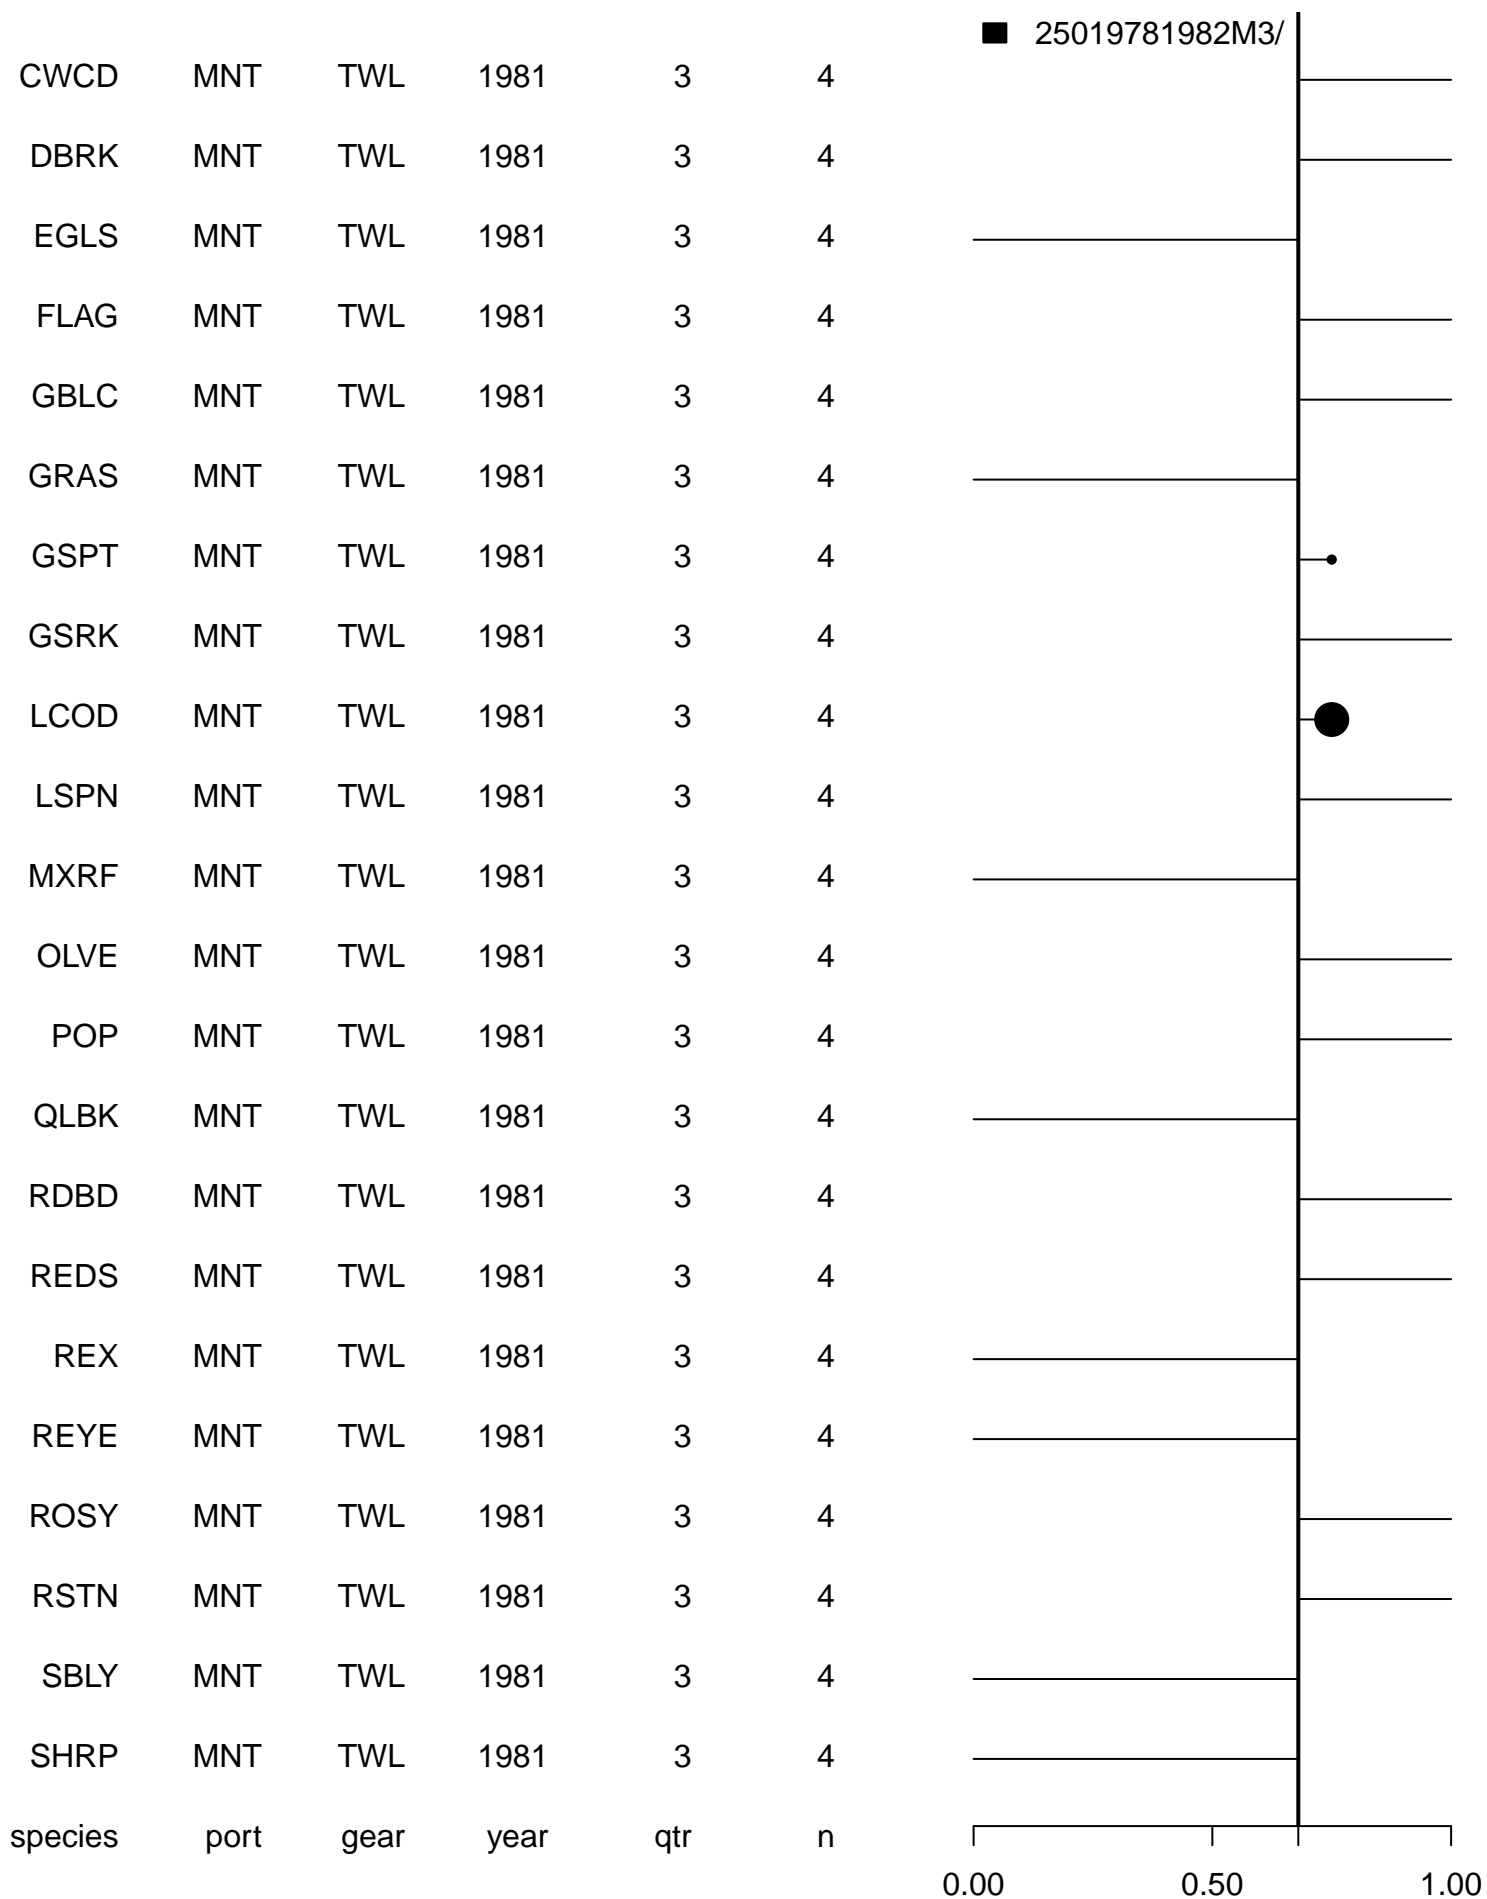 25019781982M3/
CWCD MNT TWL 1981 3 4
DBRK MNT TWL 1981 3 4
EGLS MNT TWL 1981 3 4
FLAG MNT TWL 1981 3 4
GBLC MNT TWL 1981 3 4
GRAS MNT TWL 1981 3 4
GSPT MNT TWL 1981 3 4
GSRK MNT TWL 1981 3 4
LCOD MNT TWL 1981 3 4
LSPN MNT TWL 1981 3 4
MXRF MNT TWL 1981 3 4
OLVE MNT TWL 1981 3 4
POP MNT TWL 1981 3 4
QLBK MNT TWL 1981 3 4
RDBD MNT TWL 1981 3 4
REDS MNT TWL 1981 3 4
REX MNT TWL 1981 3 4
REYE MNT TWL 1981 3 4
ROSY MNT TWL 1981 3 4
RSTN MNT TWL 1981 3 4
SBLY MNT TWL 1981 3 4
SHRP MNT TWL 1981 3 4
species port gear year qtr n
0.00 0.50 1.00